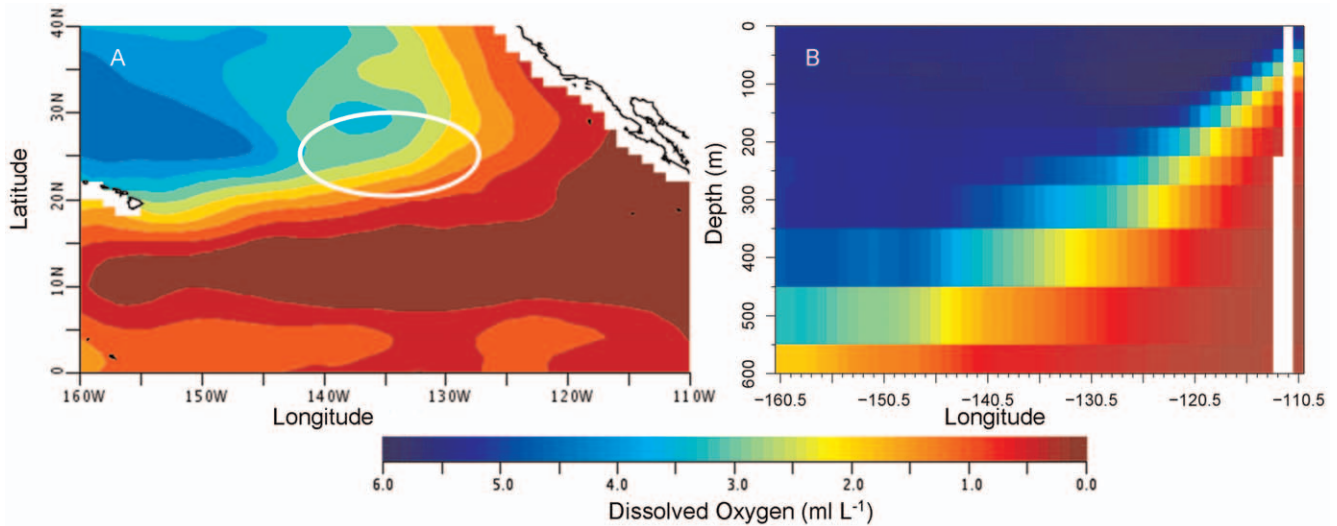 A
40N
30N
20N
10N
0
Latitude
160W 150W 140W 130W 120W 110W
Longitude
B
0
100
200
300
400
500
600
Depth (m)
−160.5 −150.5 −140.5 −130.5 −120.5 −110.5
Longitude
6.0 5.0 4.0 3.0 2.0 1.0 0.0
Dissolved Oxygen (ml L⁻¹)